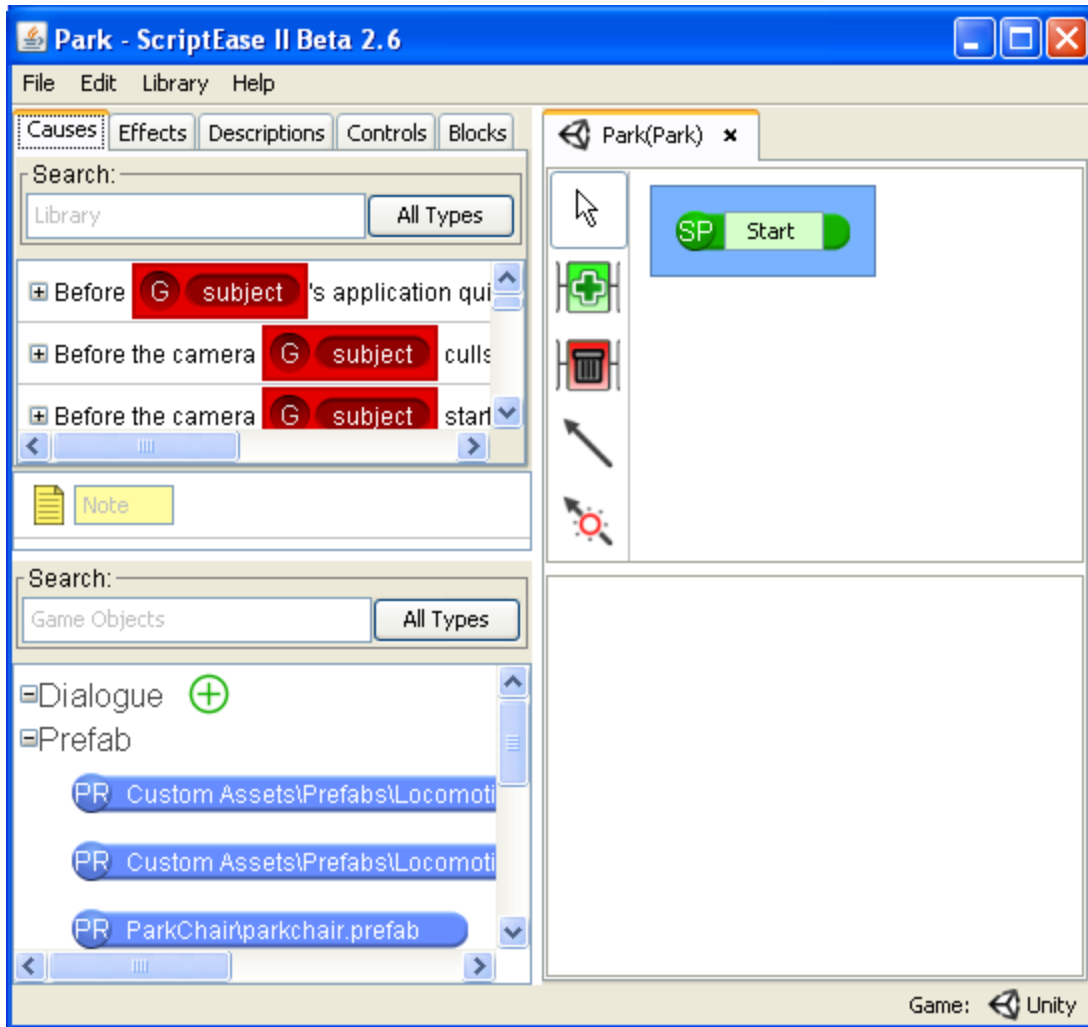 Park - ScriptEase II Beta 2.6
File Edit Library Help
Causes Effects Descriptions Controls Blocks
Search:
Library All Types
Before G subject 's application qui
Before the camera G subject culls
Before the camera G subject start
Note
Search:
Game Objects All Types
Dialogue
Prefab
PR Custom Assets\Prefabs\Locomoti
PR Custom Assets\Prefabs\Locomoti
PR ParkChair\parkchair.prefab
Park(Park)
SP Start
Game: Unity